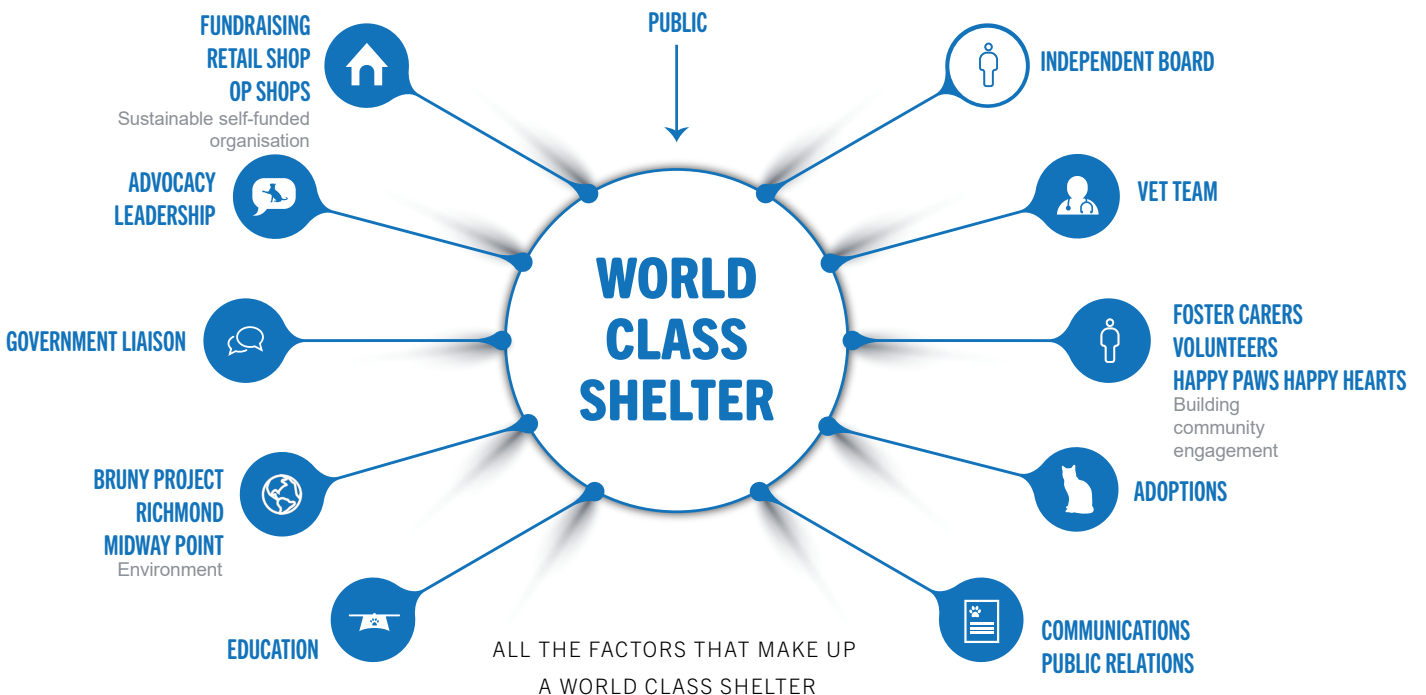 FUNDRAISING
RETAIL SHOP
OP SHOPS
Sustainable self-funded
organisation
PUBLIC
INDEPENDENT BOARD
ADVOCACY
LEADERSHIP
VET TEAM
WORLD
CLASS
SHELTER
GOVERNMENT LIAISON
FOSTER CARERS
VOLUNTEERS
HAPPY PAWS HAPPY HEARTS
Building
community
engagement
BRUNY PROJECT
RICHMOND
MIDWAY POINT
Environment
ADOPTIONS
EDUCATION
COMMUNICATIONS
PUBLIC RELATIONS
ALL THE FACTORS THAT MAKE UP
A WORLD CLASS SHELTER